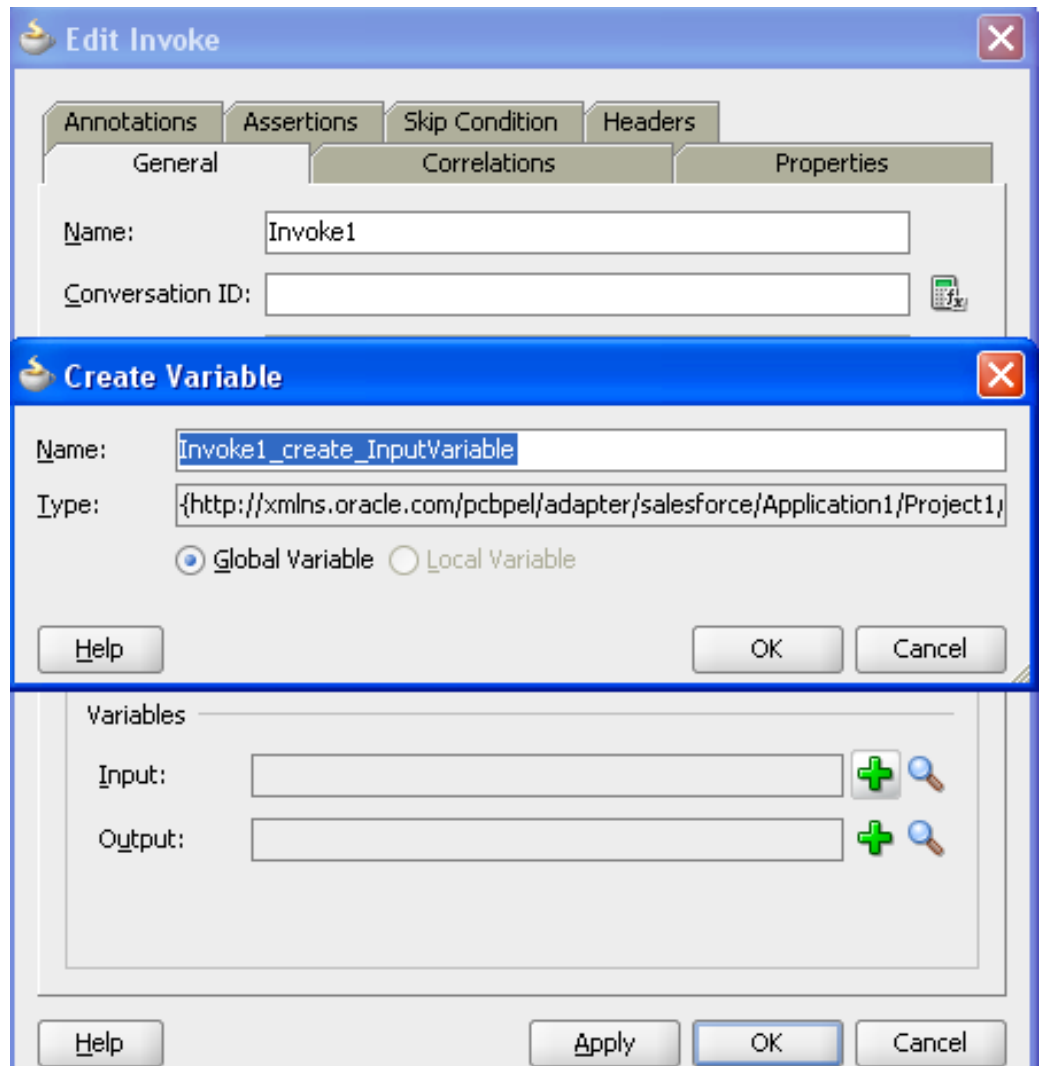 Edit Invoke
Annotations Assertions Skip Condition Headers
General Correlations Properties
Name: Invoke1
Conversation ID:
Create Variable
Name: Invoke1_create_InputVariable
Type: {http://xmlns.oracle.com/pcbpel/adapter/salesforce/Application1/Project1/
Global Variable Local Variable
Help OK Cancel
Variables
Input:
Output:
Help Apply OK Cancel